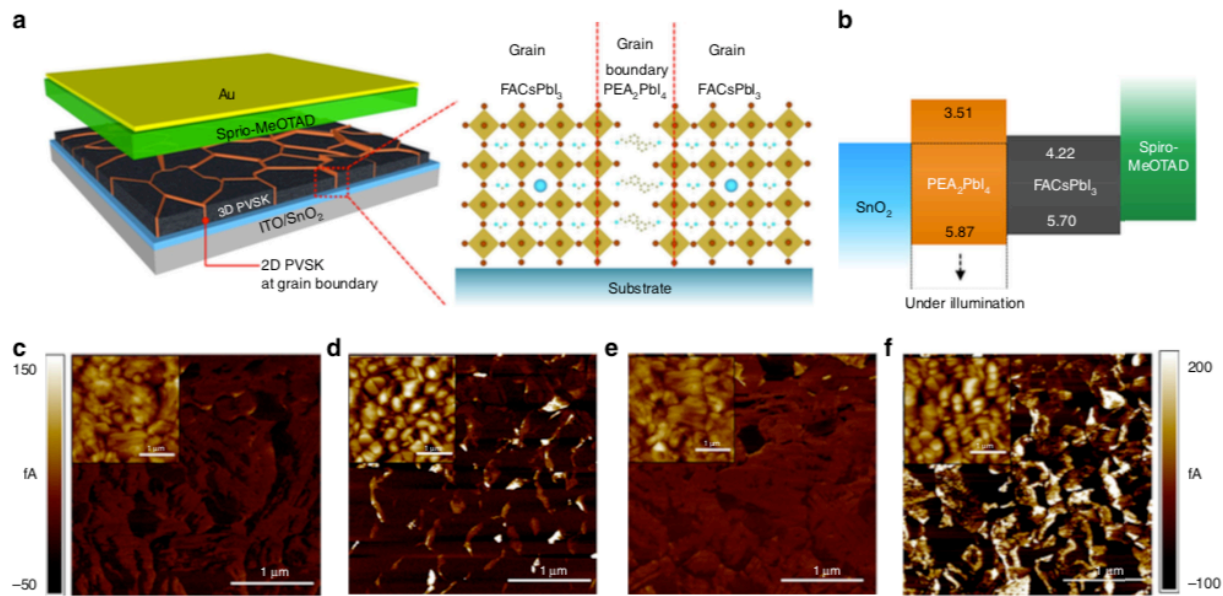 a
Au
Sprio-MeOTAD
3D PVSK
ITO/SnO₂
2D PVSK
at grain boundary
Grain
Grain
Grain
boundary
FACsPbI₃
PEA₂PbI₄
FACsPbI₃
Substrate
b
3.51
4.22
Spiro-
MeOTAD
PEA₂PbI₄
FACsPbI₃
SnO₂
5.87
5.70
Under illumination
c
150
fA
–50
1 μm
1 μm
d
1 μm
1 μm
e
1 μm
1 μm
f
1 μm
1 μm
200
fA
–100